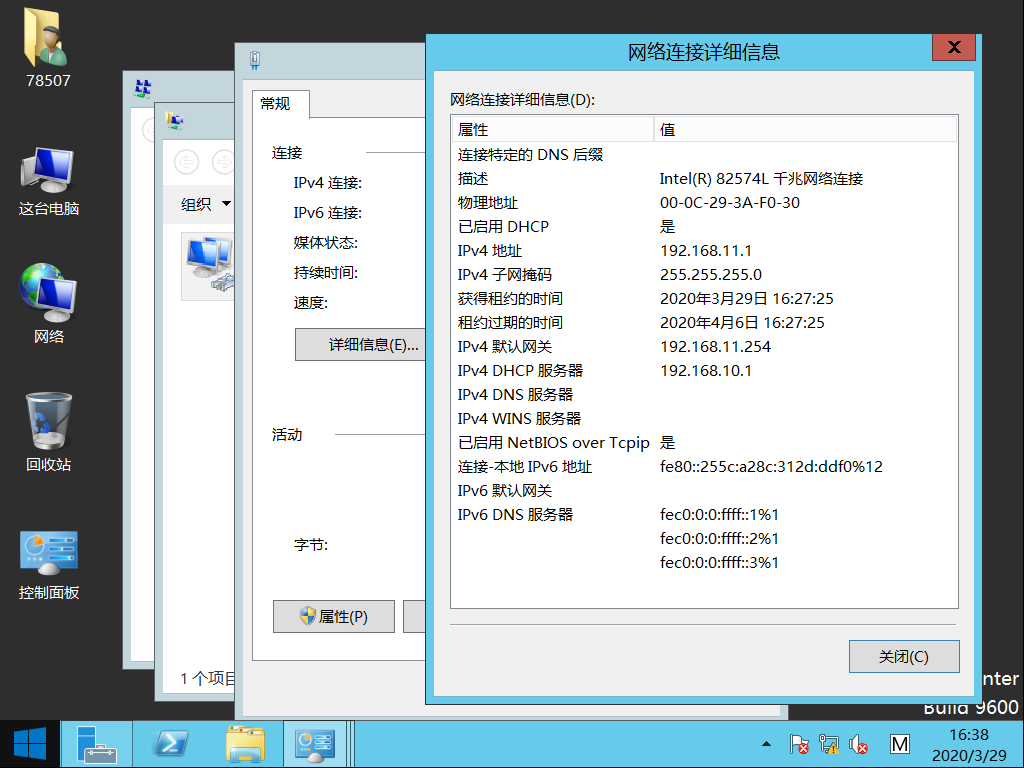 78507
这台电脑
网络
回收站
控制面板
组织
1 个项目
常规
连接
IPv4 连接:
IPv6 连接:
媒体状态:
持续时间:
速度:
详细信息(E)...
活动
字节:
属性(P)
网络连接详细信息
网络连接详细信息(D):
属性 值
连接特定的 DNS 后缀
描述 Intel(R) 82574L 千兆网络连接
物理地址 00-0C-29-3A-F0-30
已启用 DHCP 是
IPv4 地址 192.168.11.1
IPv4 子网掩码 255.255.255.0
获得租约的时间 2020年3月29日 16:27:25
租约过期的时间 2020年4月6日 16:27:25
IPv4 默认网关 192.168.11.254
IPv4 DHCP 服务器 192.168.10.1
IPv4 DNS 服务器
IPv4 WINS 服务器
已启用 NetBIOS over Tcpip 是
连接-本地 IPv6 地址 fe80::255c:a28c:312d:ddf0%12
IPv6 默认网关
IPv6 DNS 服务器 fec0:0:0:ffff::1%1
fec0:0:0:ffff::2%1
fec0:0:0:ffff::3%1
关闭(C)
nter
Build 9600
M
16:38
2020/3/29